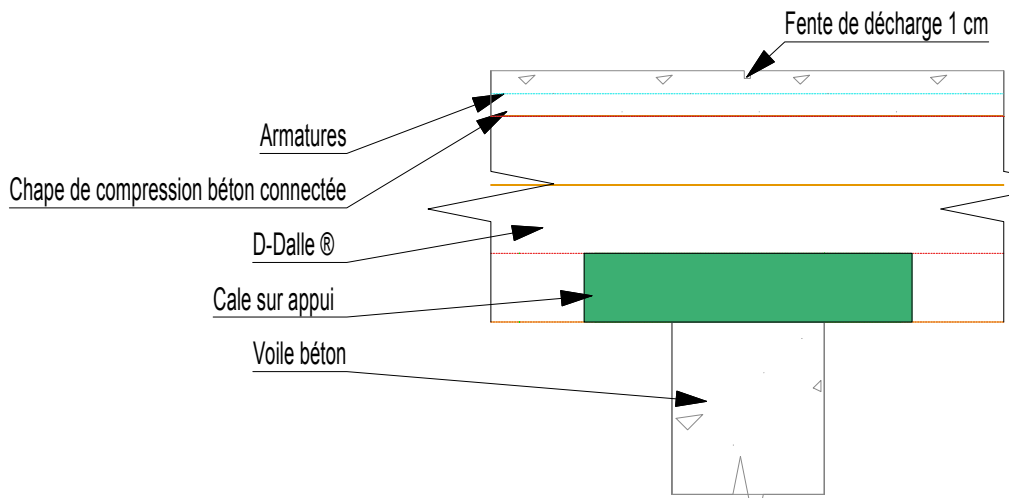 Fente de décharge 1 cm
Armatures
Chape de compression béton connectée
D-Dalle ®
Cale sur appui
Voile béton